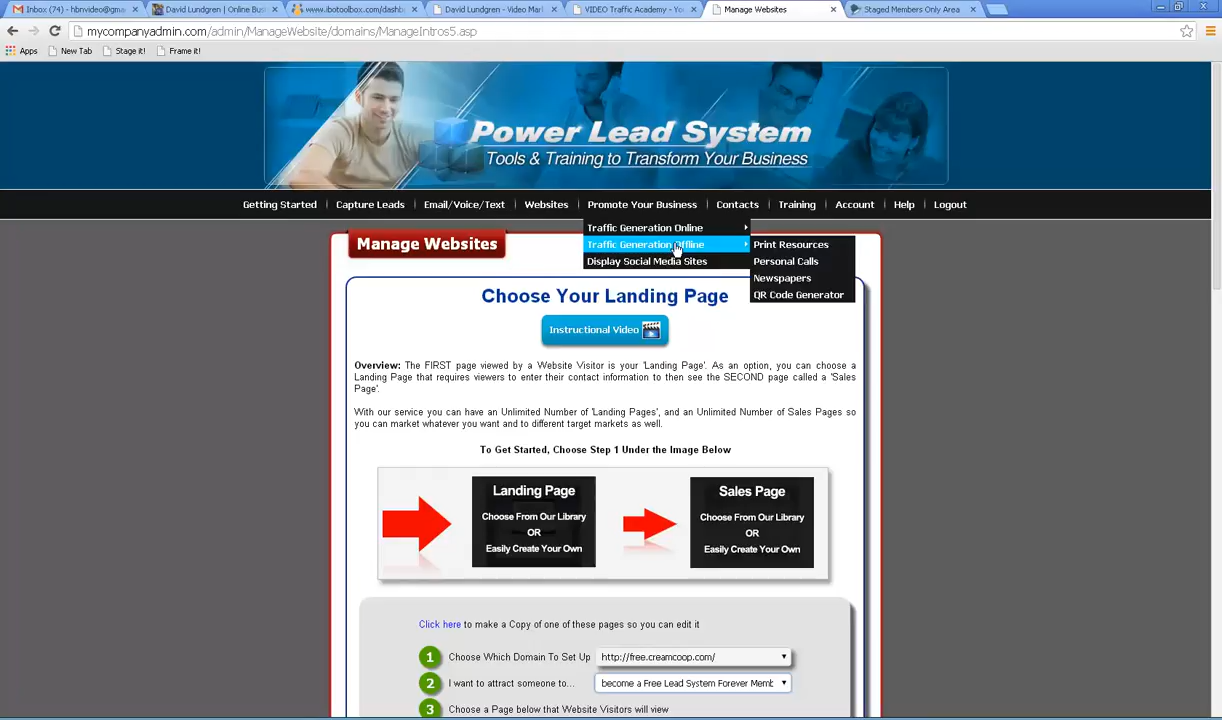 Inbox (74) - hbnvideo@gma
David Lundgren | Online Bus
www.ibotoolbox.com/dashb
David Lundgren - Video Mar
VIDEO Traffic Academy - Yo
Manage Websites
Staged Members Only Area
mycompanyadmin.com/admin/ManageWebsite/domains/ManageIntros5.asp
Apps New Tab Stage it! Frame it!
Power Lead System
Tools & Training to Transform Your Business
Getting Started | Capture Leads | Email/Voice/Text | Websites | Promote Your Business | Contacts | Training | Account | Help | Logout
Traffic Generation Online
Traffic Generation Offline
Display Social Media Sites
Print Resources
Personal Calls
Newspapers
QR Code Generator
Manage Websites
Choose Your Landing Page
Instructional Video
Overview: The FIRST page viewed by a Website Visitor is your 'Landing Page'. As an option, you can choose a
Landing Page that requires viewers to enter their contact information to then see the SECOND page called a 'Sales
Page'.
With our service you can have an Unlimited Number of 'Landing Pages', and an Unlimited Number of Sales Pages so
you can market whatever you want and to different target markets as well.
To Get Started, Choose Step 1 Under the Image Below
Landing Page
Choose From Our Library
OR
Easily Create Your Own
Sales Page
Choose From Our Library
OR
Easily Create Your Own
Click here to make a Copy of one of these pages so you can edit it
1 Choose Which Domain To Set Up http://free.creamcoop.com/
2 I want to attract someone to... become a Free Lead System Forever Memb
3 Choose a Page below that Website Visitors will view